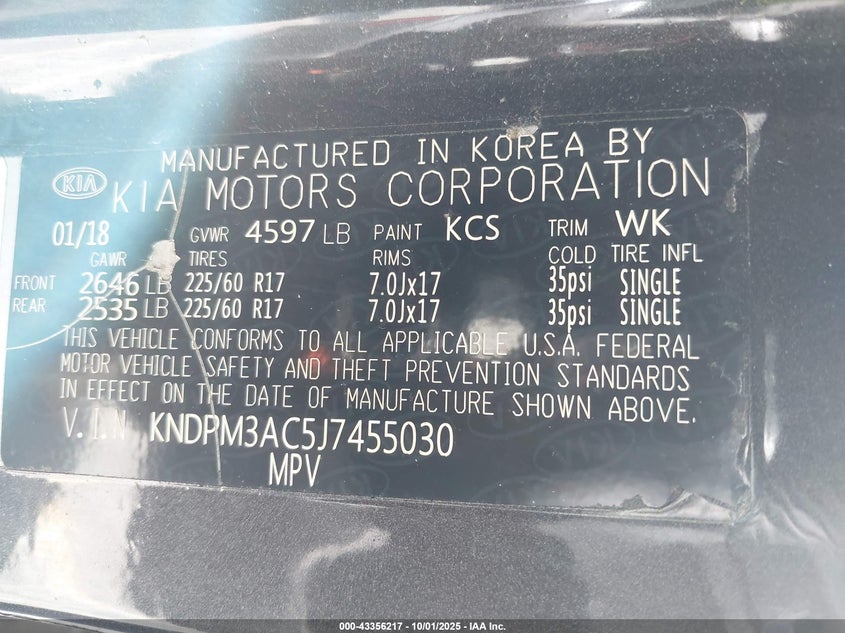 MANUFACTURED IN KOREA BY
KIA KIA MOTORS CORPORATION
01/18 GVWR 4597 LB PAINT KCS TRIM WK
GAWR TIRES RIMS COLD TIRE INFL
FRONT 2646 LB 225/60 R17 7.0Jx17 35psi SINGLE
REAR 2535 LB 225/60 R17 7.0Jx17 35psi SINGLE
THIS VEHICLE CONFORMS TO ALL APPLICABLE U.S.A. FEDERAL
MOTOR VEHICLE SAFETY AND THEFT PREVENTION STANDARDS
IN EFFECT ON THE DATE OF MANUFACTURE SHOWN ABOVE.
V.I.N KNDPM3AC5J7455030
MPV
000-43356217 - 10/01/2025 - IAA Inc.